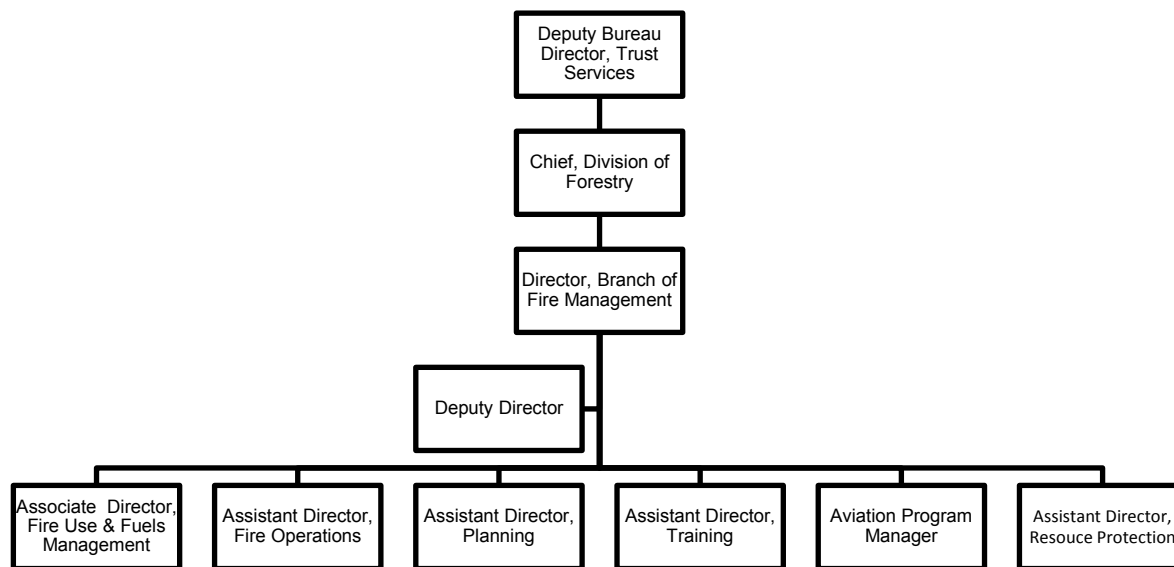 Deputy Bureau
Director, Trust
Services
Chief, Division of
Forestry
Director, Branch of
Fire Management
Deputy Director
Associate Director,
Fire Use & Fuels
Management
Assistant Director,
Fire Operations
Assistant Director,
Planning
Assistant Director,
Training
Aviation Program
Manager
Assistant Director,
Resouce Protection